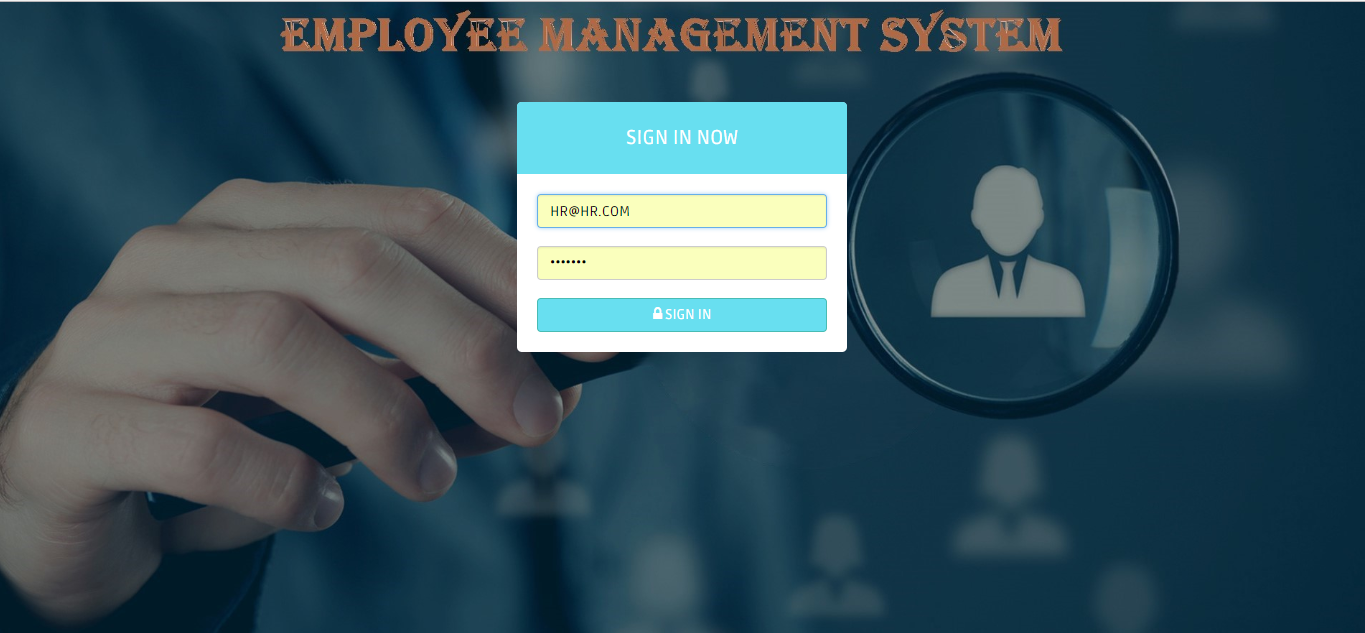 EMPLOYEE MANAGEMENT SYSTEM
SIGN IN NOW
HR@HR.COM
•••••••
SIGN IN